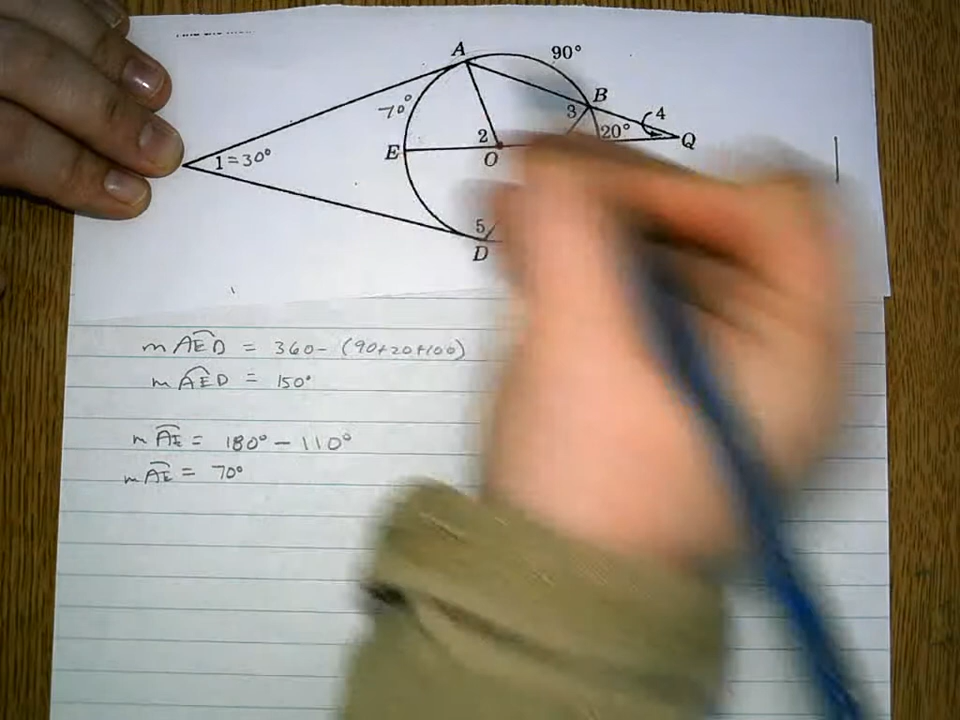 A
90°
70°
B
3
4
20°
Q
1=30°
E
2
O
5
D
m AED = 360 - (90+20+100)
m AED = 150°
m AE = 180° - 110°
m AE = 70°